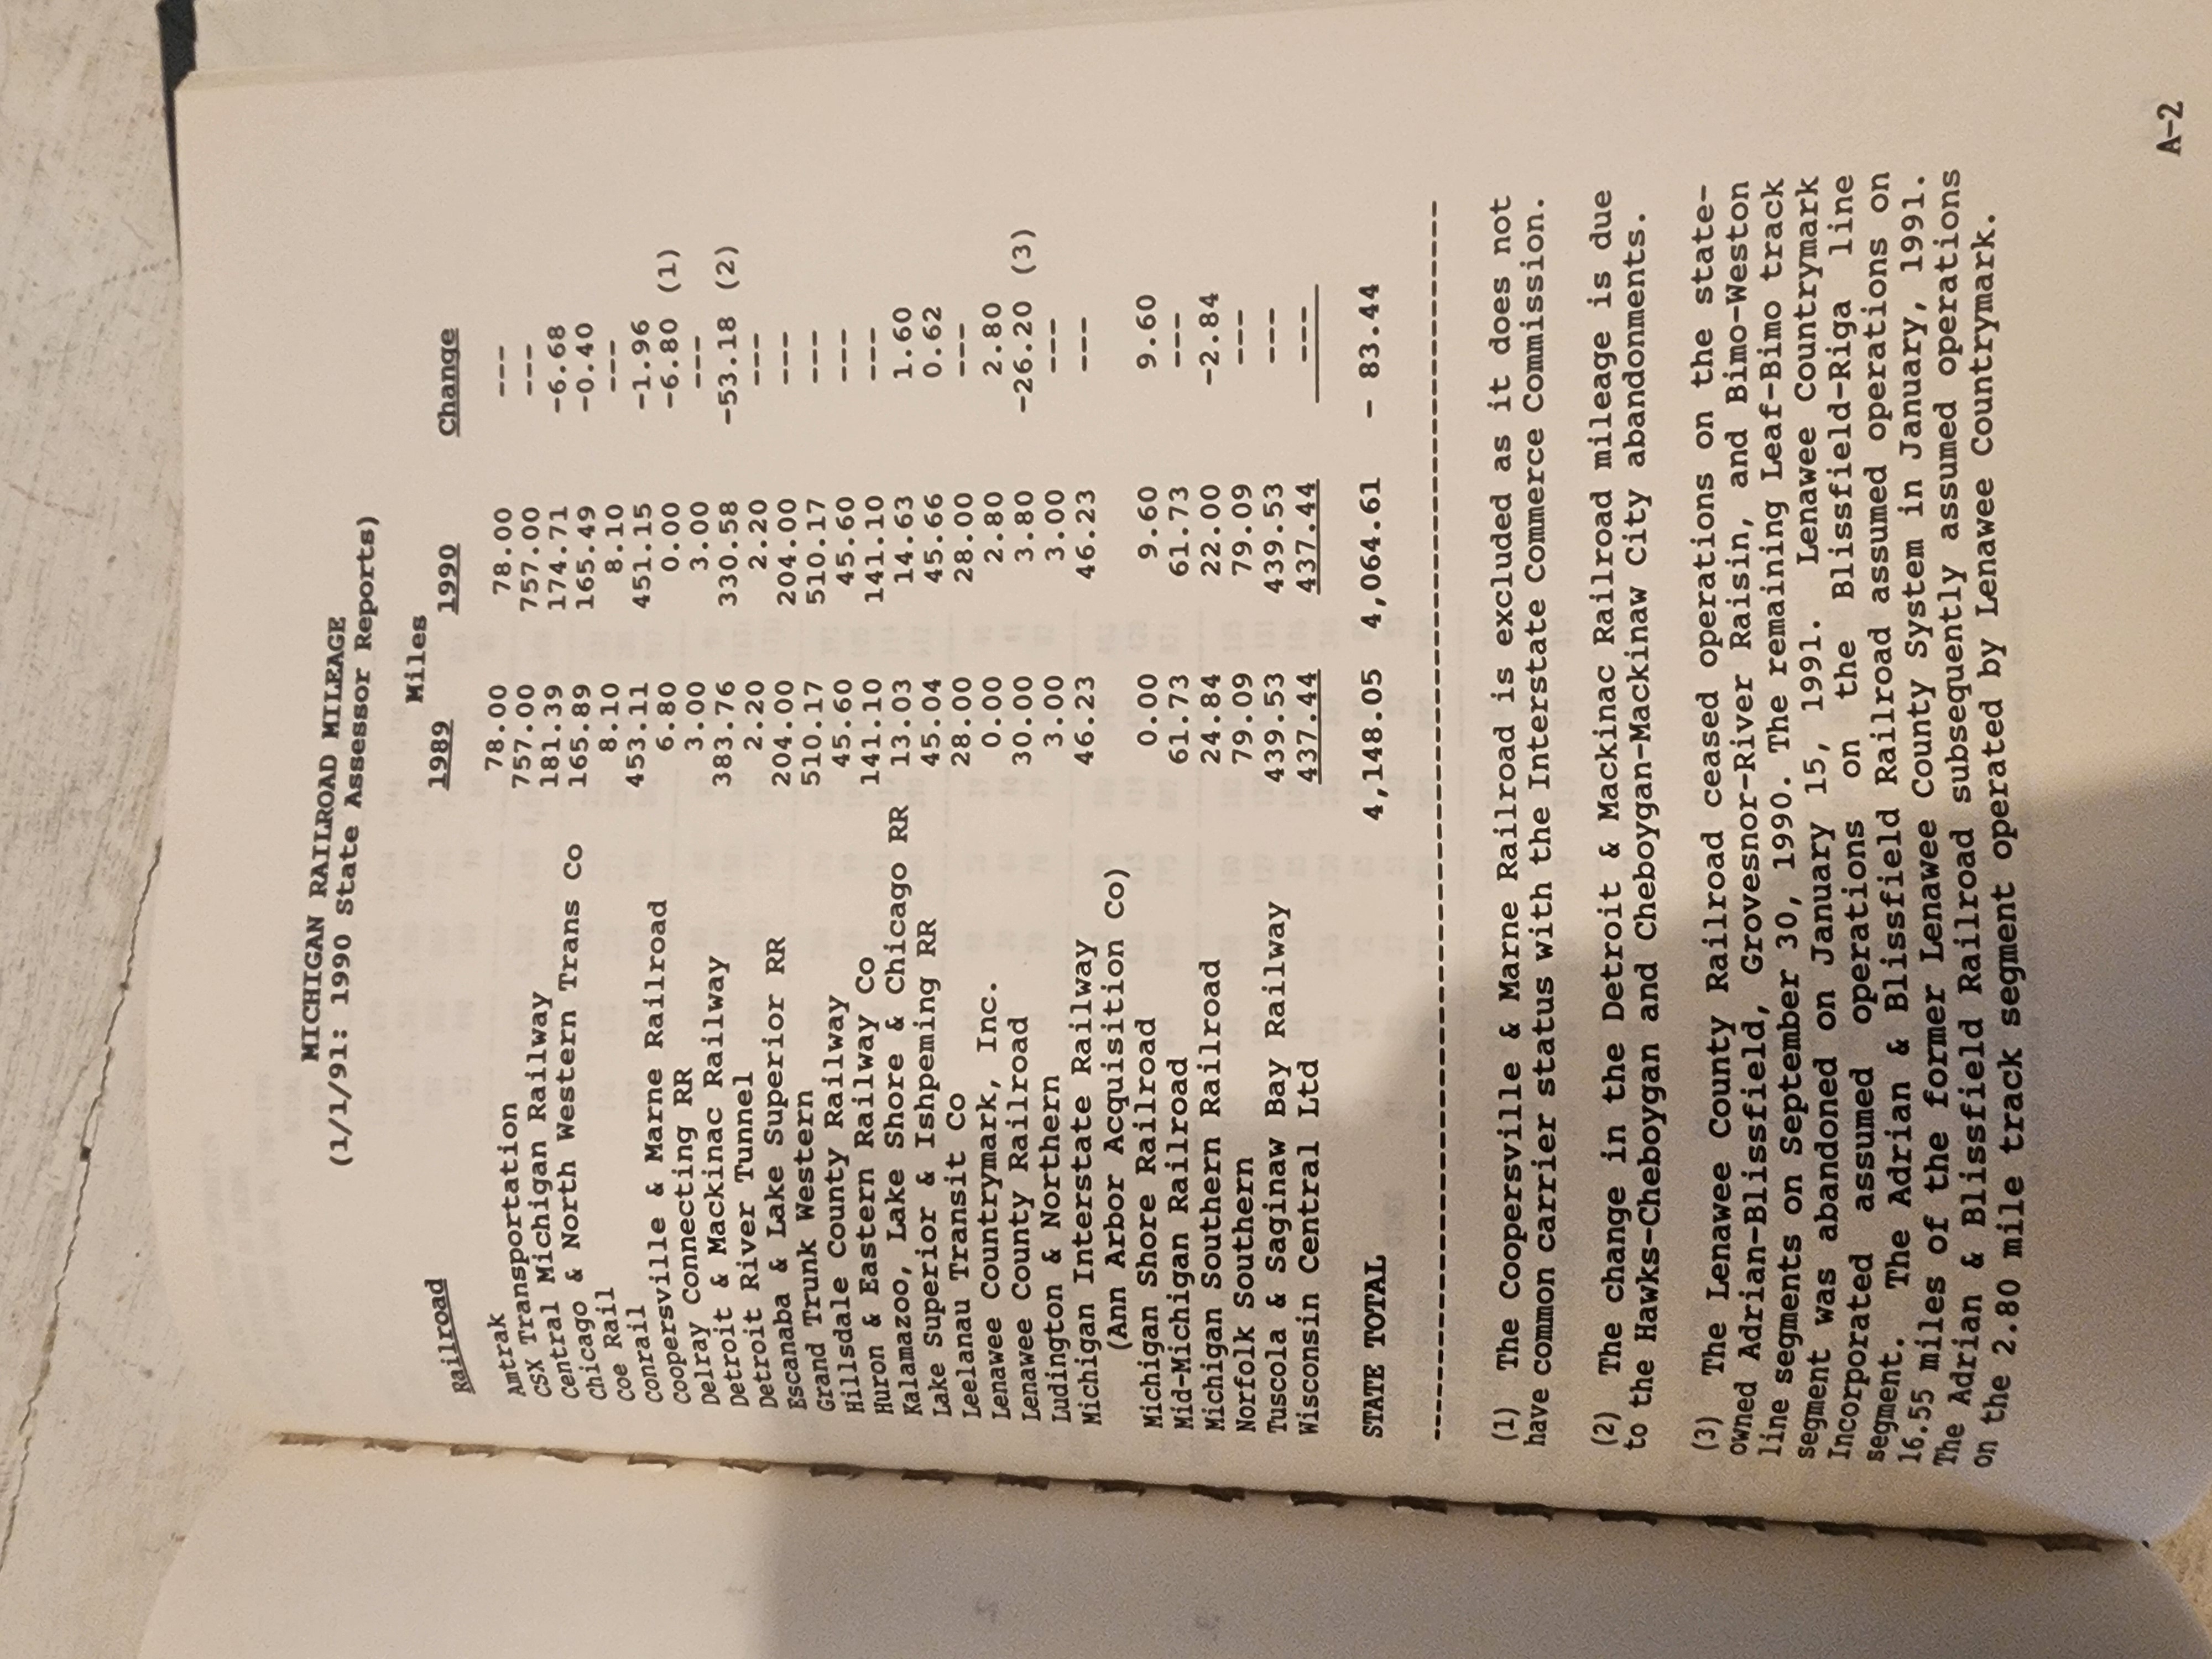 MICHIGAN RAILROAD MILEAGE
(1/1/91: 1990 State Assessor Reports)
Miles
Railroad 1989 1990 Change
Amtrak 78.00 78.00 ---
CSX Transportation 757.00 757.00 ---
Central Michigan Railway 181.39 174.71 -6.68
Chicago & North Western Trans Co 165.89 165.49 -0.40
Coe Rail 8.10 8.10 ---
Conrail 453.11 451.15 -1.96
Coopersville & Marne Railroad 6.80 0.00 -6.80 (1)
Delray Connecting RR 3.00 3.00 ---
Detroit & Mackinac Railway 383.76 330.58 -53.18 (2)
Detroit River Tunnel 2.20 2.20 ---
Escanaba & Lake Superior RR 204.00 204.00 ---
Grand Trunk Western 510.17 510.17 ---
Hillsdale County Railway 45.60 45.60 ---
Huron & Eastern Railway Co 141.10 141.10 ---
Kalamazoo, Lake Shore & Chicago RR 13.03 14.63 1.60
Lake Superior & Ishpeming RR 45.04 45.66 0.62
Leelanau Transit Co 28.00 28.00 ---
Lenawee Countrymark, Inc. 0.00 2.80 2.80
Lenawee County Railroad 30.00 3.80 -26.20 (3)
Ludington & Northern 3.00 3.00 ---
Michigan Interstate Railway 46.23 46.23 ---
(Ann Arbor Acquisition Co)
Michigan Shore Railroad 0.00 9.60 9.60
Mid-Michigan Railroad 61.73 61.73 ---
Michigan Southern Railroad 24.84 22.00 -2.84
Norfolk Southern 79.09 79.09 ---
Tuscola & Saginaw Bay Railway 439.53 439.53 ---
Wisconsin Central Ltd 437.44 437.44 ---
STATE TOTAL 4,148.05 4,064.61 - 83.44
(1) The Coopersville & Marne Railroad is excluded as it does not
have common carrier status with the Interstate Commerce Commission.
(2) The change in the Detroit & Mackinac Railroad mileage is due
to the Hawks-Cheboygan and Cheboygan-Mackinaw City abandonments.
(3) The Lenawee County Railroad ceased operations on the state-
owned Adrian-Blissfield, Grovesnor-River Raisin, and Bimo-Weston
line segments on September 30, 1990. The remaining Leaf-Bimo track
segment was abandoned on January 15, 1991. Lenawee Countrymark
Incorporated assumed operations on the Blissfield-Riga line
segment. The Adrian & Blissfield Railroad assumed operations on
16.55 miles of the former Lenawee County System in January, 1991.
The Adrian & Blissfield Railroad subsequently assumed operations
on the 2.80 mile track segment operated by Lenawee Countrymark.
A-2